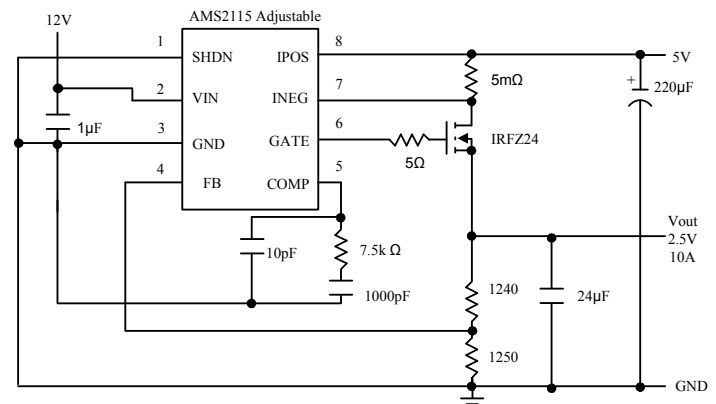 AMS2115 Adjustable
12V
1
SHDN
IPOS
8
5V
5mΩ
+
220µF
2
VIN
INEG
7
1µF
3
GND
GATE
6
5Ω
IRFZ24
4
FB
COMP
5
Vout
2.5V
10A
10pF
7.5k Ω
1000pF
1240
24µF
1250
GND